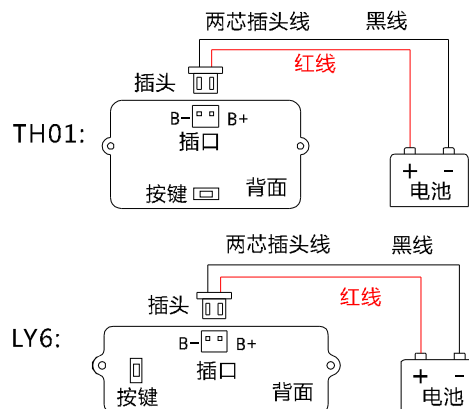 两芯插头线 黑线
红线
插头
TH01: B- B+
插口
按键 背面
+ -
电池
两芯插头线 黑线
插头 红线
LY6: B- B+
插口
+ -
按键 背面 电池